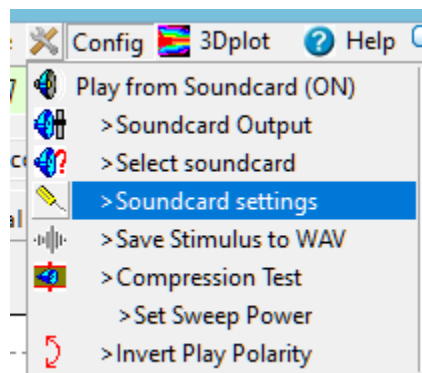 Config 3Dplot Help
Play from Soundcard (ON)
>Soundcard Output
>Select soundcard
>Soundcard settings
>Save Stimulus to WAV
>Compression Test
>Set Sweep Power
>Invert Play Polarity